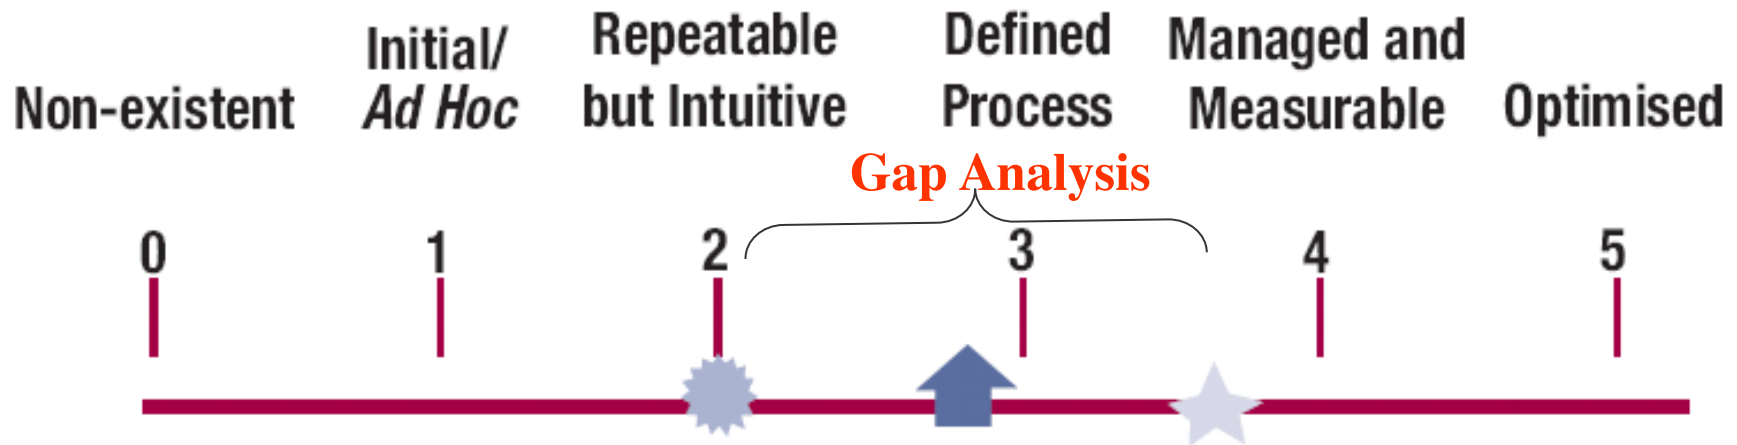 Non-existent
Initial/
Ad Hoc
Repeatable
but Intuitive
Defined
Process
Managed and
Measurable
Optimised
Gap Analysis
0 1 2 3 4 5